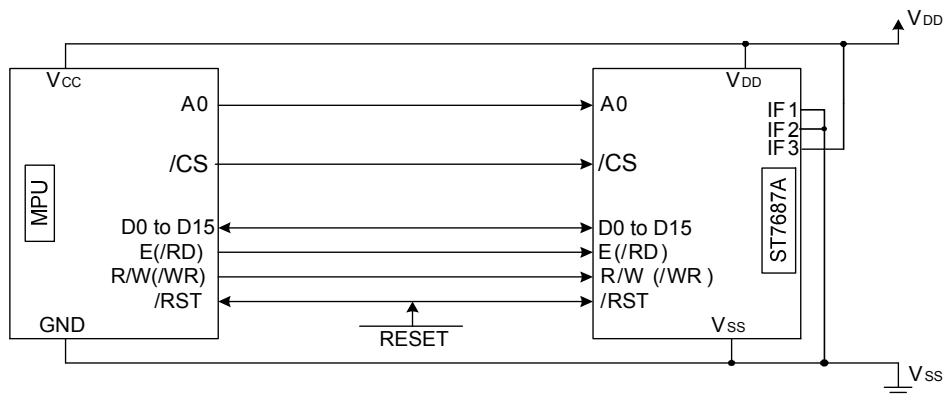 VDD
VCC
VDD
A0
A0
IF1
IF2
IF3
/CS
/CS
MPU
ST7687A
D0 to D15
D0 to D15
E(/RD)
E(/RD)
R/W(/WR)
R/W (/WR )
/RST
/RST
GND
RESET
VSS
VSS